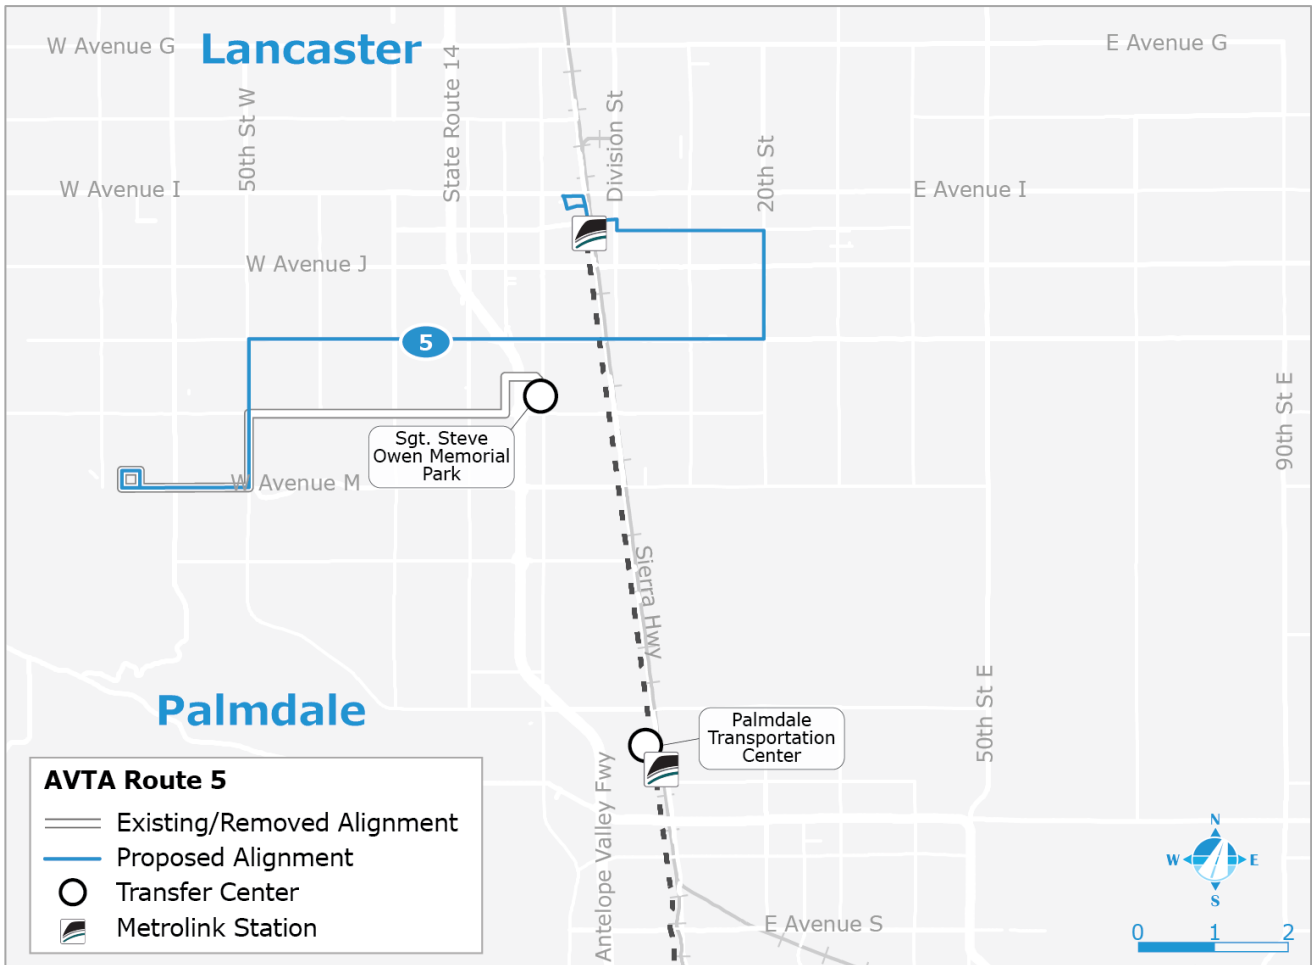 W Avenue G
Lancaster
E Avenue G
State Route 14
50th St W
Division St
20th St
W Avenue I
E Avenue I
W Avenue J
5
90th St E
Sgt. Steve
Owen Memorial
Park
W Avenue M
Sierra Hwy
Palmdale
50th St E
Palmdale
Transportation
Center
Antelope Valley Fwy
AVTA Route 5
Existing/Removed Alignment
Proposed Alignment
Transfer Center
Metrolink Station
E Avenue S
N
W E
S
0 1 2